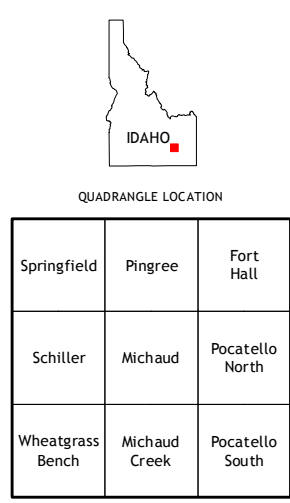 IDAHO
QUADRANGLE LOCATION
Springfield
Pingree
Fort
Hall
Schiller
Michaud
Pocatello
North
Wheatgrass
Bench
Michaud
Creek
Pocatello
South